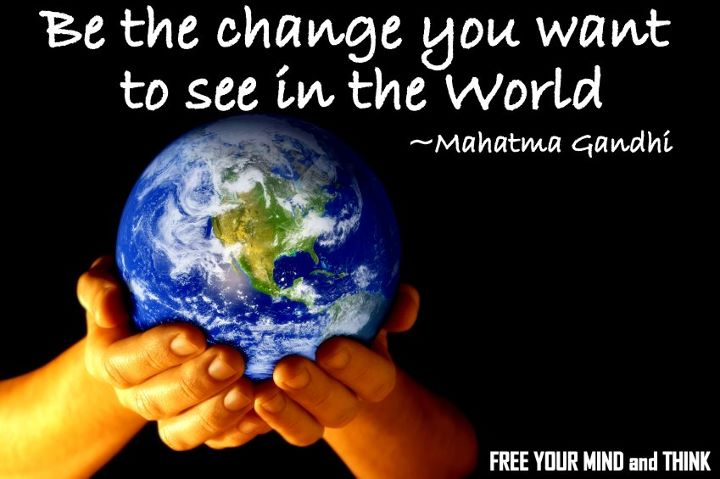 Be the change you want
to see in the World
~Mahatma Gandhi
FREE YOUR MIND and THINK